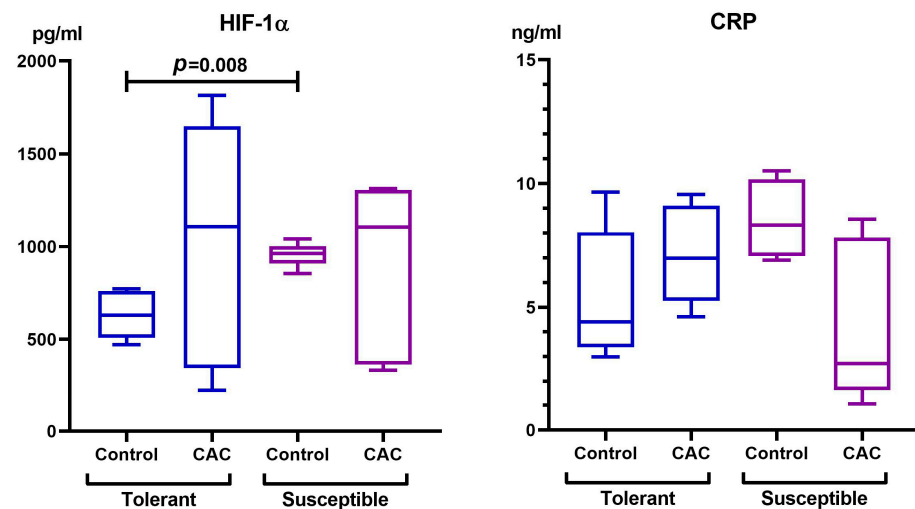 HIF-1α
pg/ml
2000
p=0.008
1500
1000
500
0
Control CAC Control CAC
Tolerant Susceptible
CRP
ng/ml
15
10
5
0
Control CAC Control CAC
Tolerant Susceptible